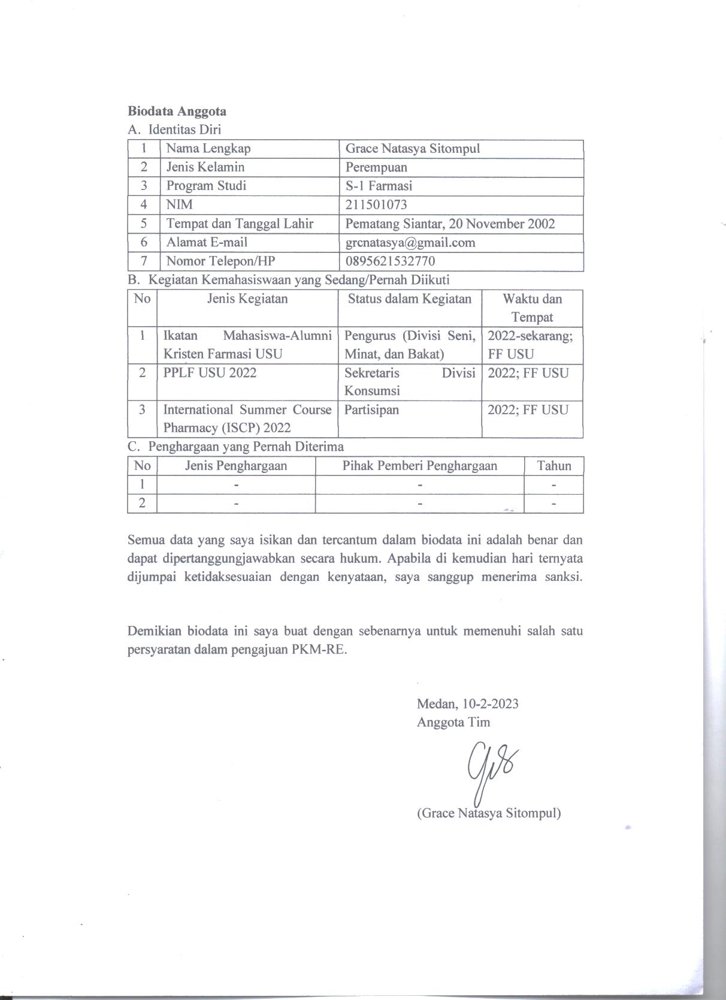 Biodata Anggota
A. Identitas Diri
1 Nama Lengkap Grace Natasya Sitompul
2 Jenis Kelamin Perempuan
3 Program Studi S-1 Farmasi
4 NIM 211501073
5 Tempat dan Tanggal Lahir Pematang Siantar, 20 November 2002
6 Alamat E-mail grcnatasya@gmail.com
7 Nomor Telepon/HP 0895621532770
B. Kegiatan Kemahasiswaan yang Sedang/Pernah Diikuti
No Jenis Kegiatan Status dalam Kegiatan Waktu dan
Tempat
1 Ikatan Mahasiswa-Alumni Pengurus (Divisi Seni, 2022-sekarang;
Kristen Farmasi USU Minat, dan Bakat) FF USU
2 PPLF USU 2022 Sekretaris Divisi 2022; FF USU
Konsumsi
3 International Summer Course Partisipan 2022; FF USU
Pharmacy (ISCP) 2022
C. Penghargaan yang Pernah Diterima
No Jenis Penghargaan Pihak Pemberi Penghargaan Tahun
1 - - -
2 - - -
Semua data yang saya isikan dan tercantum dalam biodata ini adalah benar dan
dapat dipertanggungjawabkan secara hukum. Apabila di kemudian hari ternyata
dijumpai ketidaksesuaian dengan kenyataan, saya sanggup menerima sanksi.
Demikian biodata ini saya buat dengan sebenarnya untuk memenuhi salah satu
persyaratan dalam pengajuan PKM-RE.
Medan, 10-2-2023
Anggota Tim
(Grace Natasya Sitompul)